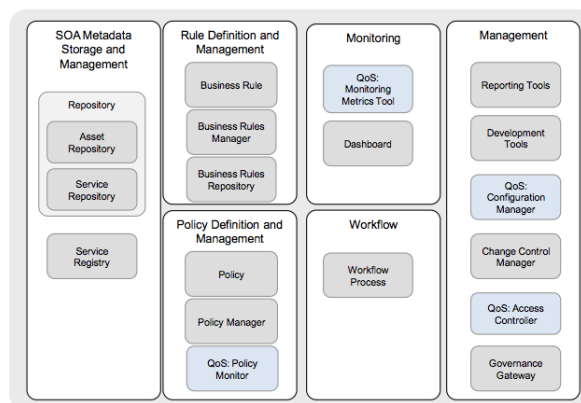 SOA Metadata
Storage and
Management
Repository
Asset
Repository
Service
Repository
Service
Registry
Rule Definition and
Management
Business Rule
Business Rules
Manager
Business Rules
Repository
Policy Definition and
Management
Policy
Policy Manager
QoS: Policy
Monitor
Monitoring
QoS:
Monitoring
Metrics Tool
Dashboard
Workflow
Workflow
Process
Management
Reporting Tools
Development
Tools
QoS:
Configuration
Manager
Change Control
Manager
QoS: Access
Controller
Governance
Gateway